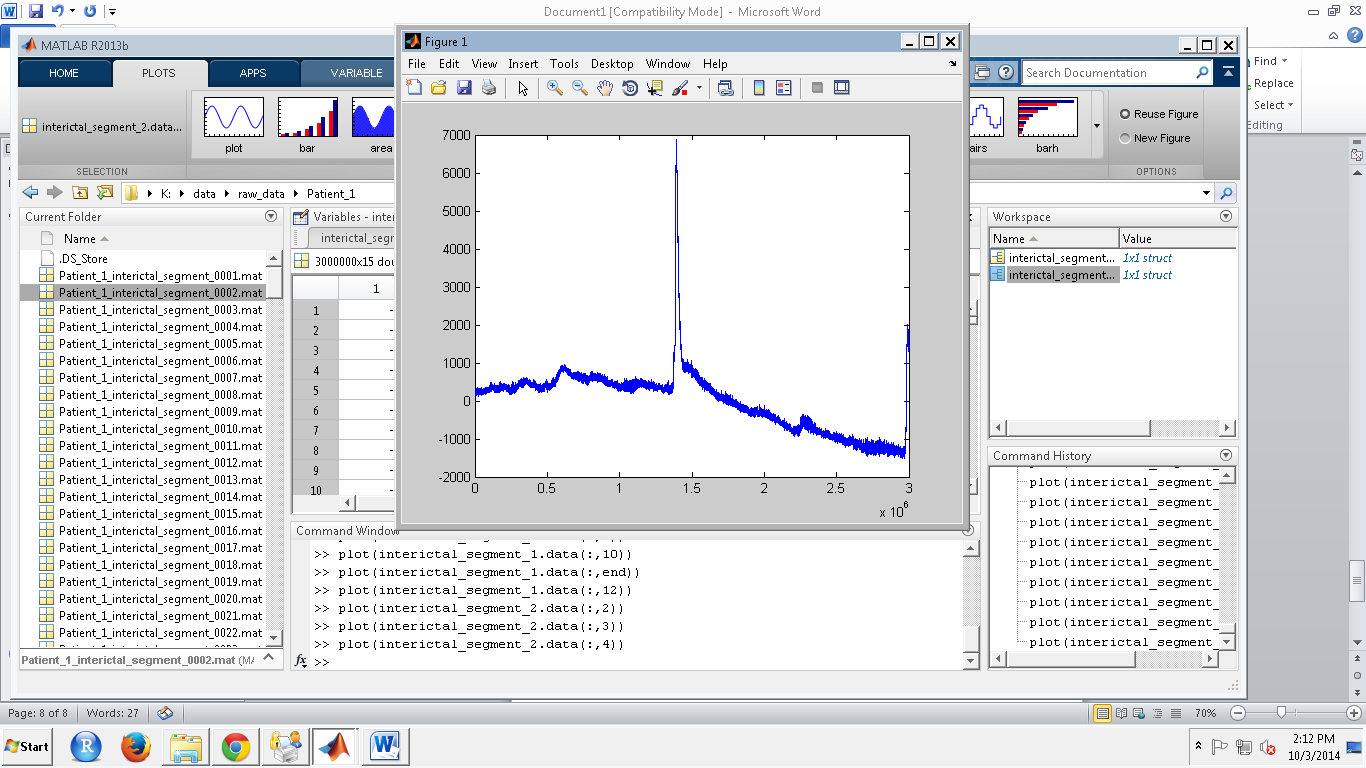 Document1 [Compatibility Mode] - Microsoft Word
MATLAB R2013b
HOME PLOTS APPS VARIABLE
Search Documentation
Find
Replace
Select
Editing
interictal_segment_2.data...
plot bar area
airs barh
Reuse Figure
New Figure
SELECTION
OPTIONS
K: data raw_data Patient_1
Figure 1
File Edit View Insert Tools Desktop Window Help
7000
6000
5000
4000
3000
2000
1000
0
-1000
-2000
0 0.5 1 1.5 2 2.5 3
x 10^6
Current Folder
Name
.DS_Store
Patient_1_interictal_segment_0001.mat
Patient_1_interictal_segment_0002.mat
Patient_1_interictal_segment_0003.mat
Patient_1_interictal_segment_0004.mat
Patient_1_interictal_segment_0005.mat
Patient_1_interictal_segment_0006.mat
Patient_1_interictal_segment_0007.mat
Patient_1_interictal_segment_0008.mat
Patient_1_interictal_segment_0009.mat
Patient_1_interictal_segment_0010.mat
Patient_1_interictal_segment_0011.mat
Patient_1_interictal_segment_0012.mat
Patient_1_interictal_segment_0013.mat
Patient_1_interictal_segment_0014.mat
Patient_1_interictal_segment_0015.mat
Patient_1_interictal_segment_0016.mat
Patient_1_interictal_segment_0017.mat
Patient_1_interictal_segment_0018.mat
Patient_1_interictal_segment_0019.mat
Patient_1_interictal_segment_0020.mat
Patient_1_interictal_segment_0021.mat
Patient_1_interictal_segment_0022.mat
Patient_1_interictal_segment_0002.mat (MA
Variables - inter
interictal_segr
3000000x15 dou
1
1
2
3
4
5
6
7
8
9
10
Command Window
>> plot(interictal_segment_1.data(:,10))
>> plot(interictal_segment_1.data(:,end))
>> plot(interictal_segment_1.data(:,12))
>> plot(interictal_segment_2.data(:,2))
>> plot(interictal_segment_2.data(:,3))
>> plot(interictal_segment_2.data(:,4))
fx >>
Workspace
Name Value
interictal_segment... 1x1 struct
interictal_segment... 1x1 struct
Command History
plot(interictal_segment_
plot(interictal_segment_
plot(interictal_segment_
plot(interictal_segment_
plot(interictal_segment_
plot(interictal_segment_
plot(interictal_segment_
plot(interictal_segment_
plot(interictal_segment_
Page: 8 of 8 Words: 27
70%
Start
2:12 PM
10/3/2014